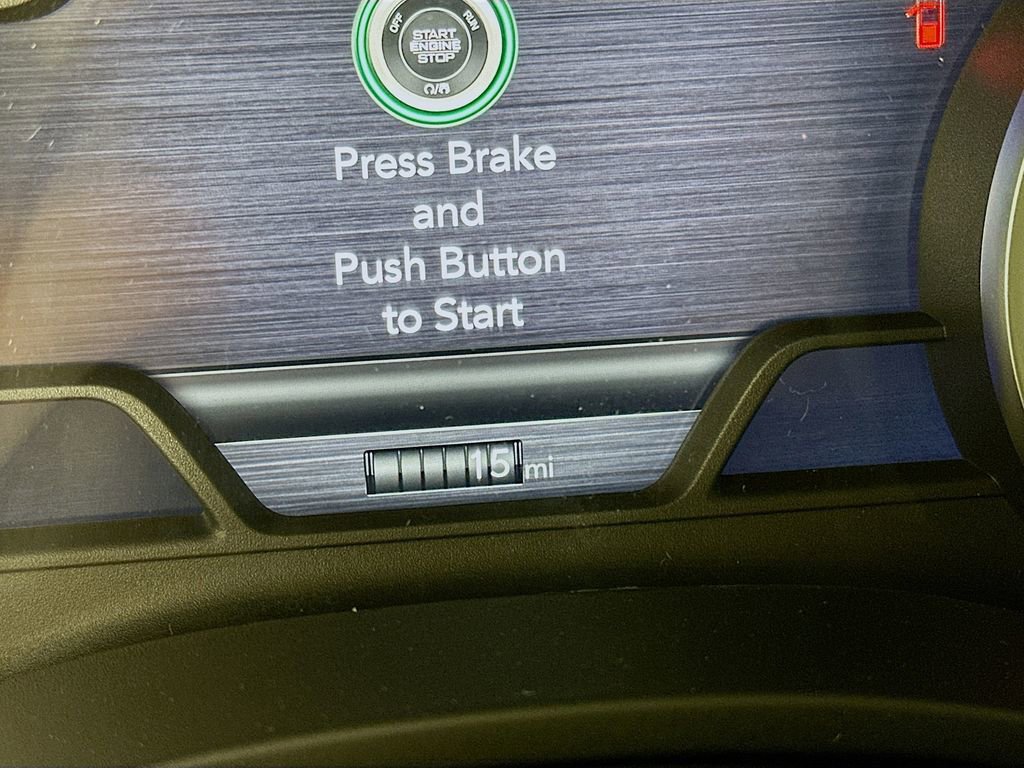 OFF RUN
START
ENGINE
STOP
Press Brake
and
Push Button
to Start
15 mi